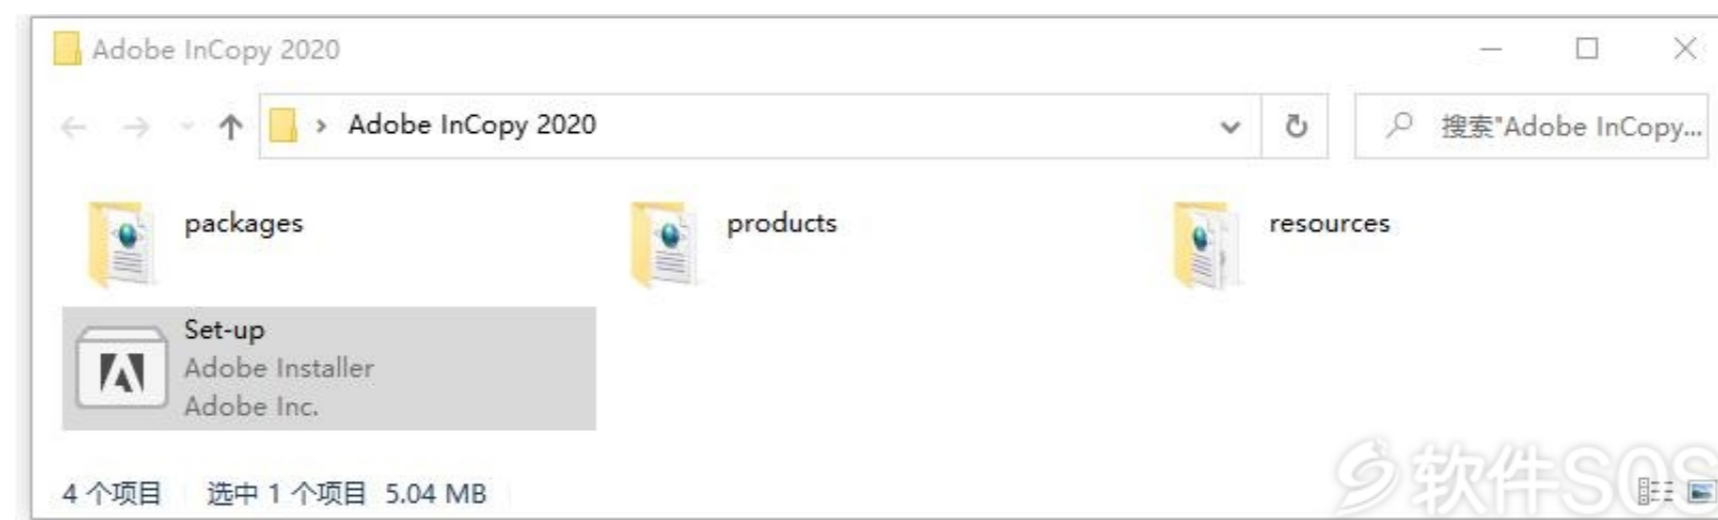 Adobe InCopy 2020
Adobe InCopy 2020
搜索"Adobe InCopy...
packages
products
resources
Set-up
Adobe Installer
Adobe Inc.
4 个项目 选中 1 个项目 5.04 MB
软件SOS